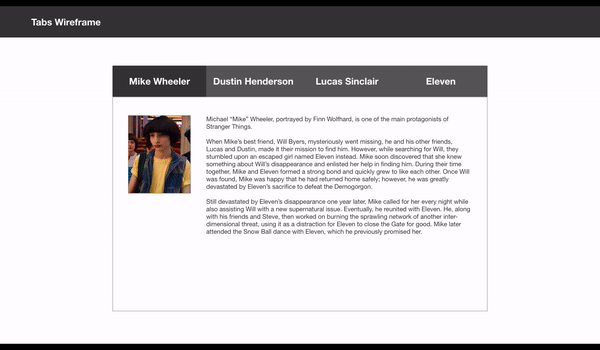 Tabs Wireframe
Mike Wheeler
Dustin Henderson
Lucas Sinclair
Eleven
Michael “Mike” Wheeler, portrayed by Finn Wolfhard, is one of the main protagonists of
Stranger Things.
When Mike’s best friend, Will Byers, mysteriously went missing, he and his other friends,
Lucas and Dustin, made it their mission to find him. However, while searching for Will, they
stumbled upon an escaped girl named Eleven instead. Mike soon discovered that she knew
something about Will’s disappearance and enlisted her help in finding him. During their time
together, Mike and Eleven formed a strong bond and quickly grew to like each other. Once Will
was found, Mike was happy that he had returned home safely; however, he was greatly
devastated by Eleven’s sacrifice to defeat the Demogorgon.
Still devastated by Eleven’s disappearance one year later, Mike called for her every night while
also assisting Will with a new supernatural issue. Eventually, he reunited with Eleven. He, along
with his friends and Steve, then worked on burning the sprawling network of another inter-
dimensional threat, using it as a distraction for Eleven to close the Gate for good. Mike later
attended the Snow Ball dance with Eleven, which he previously promised her.